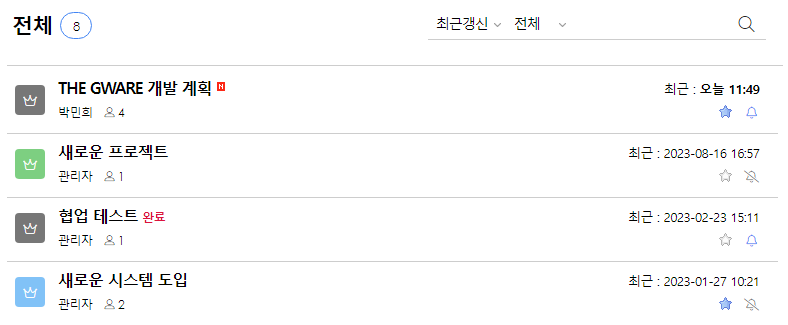 전체 8
최근갱신 전체
THE GWARE 개발 계획 N
최근 : 오늘 11:49
박민희 4
새로운 프로젝트
최근 : 2023-08-16 16:57
관리자 1
협업 테스트 완료
최근 : 2023-02-23 15:11
관리자 1
새로운 시스템 도입
최근 : 2023-01-27 10:21
관리자 2